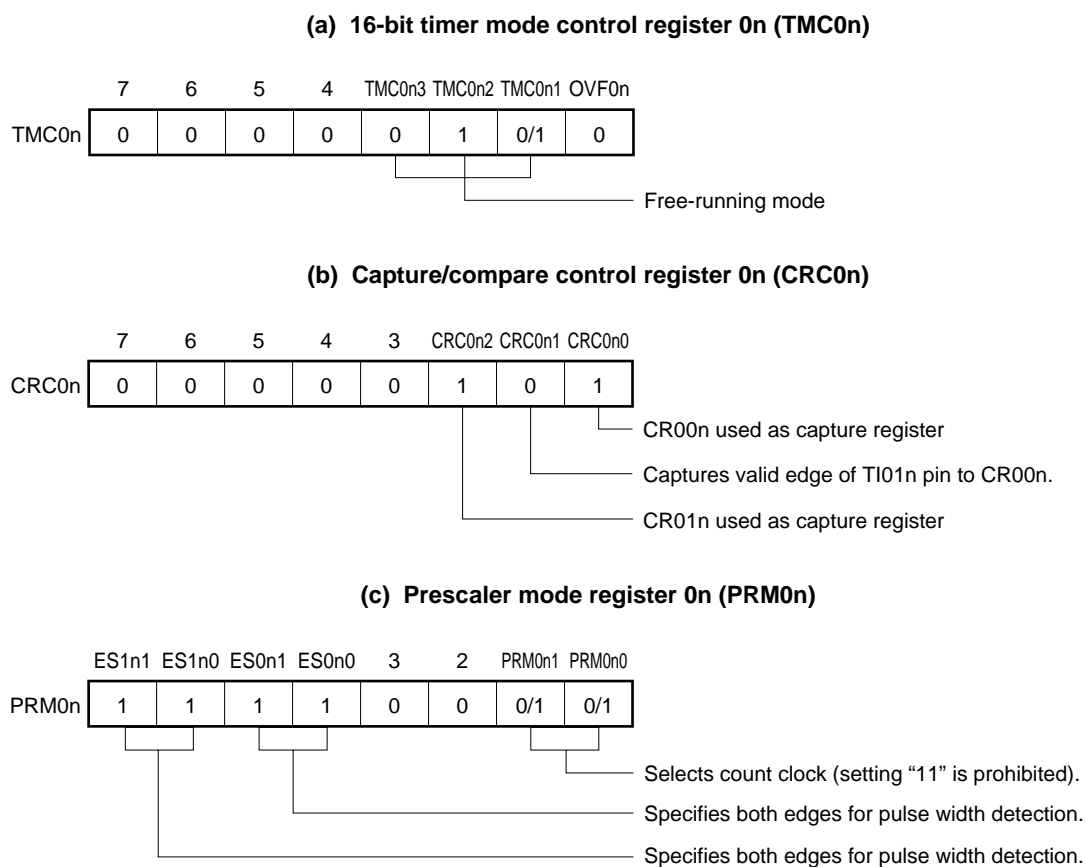 (a) 16-bit timer mode control register 0n (TMC0n)
7 6 5 4 TMC0n3 TMC0n2 TMC0n1 OVF0n
TMC0n 0 0 0 0 0 1 0/1 0
Free-running mode
(b) Capture/compare control register 0n (CRC0n)
7 6 5 4 3 CRC0n2 CRC0n1 CRC0n0
CRC0n 0 0 0 0 0 1 0 1
CR00n used as capture register
Captures valid edge of TI01n pin to CR00n.
CR01n used as capture register
(c) Prescaler mode register 0n (PRM0n)
ES1n1 ES1n0 ES0n1 ES0n0 3 2 PRM0n1 PRM0n0
PRM0n 1 1 1 1 0 0 0/1 0/1
Selects count clock (setting “11” is prohibited).
Specifies both edges for pulse width detection.
Specifies both edges for pulse width detection.